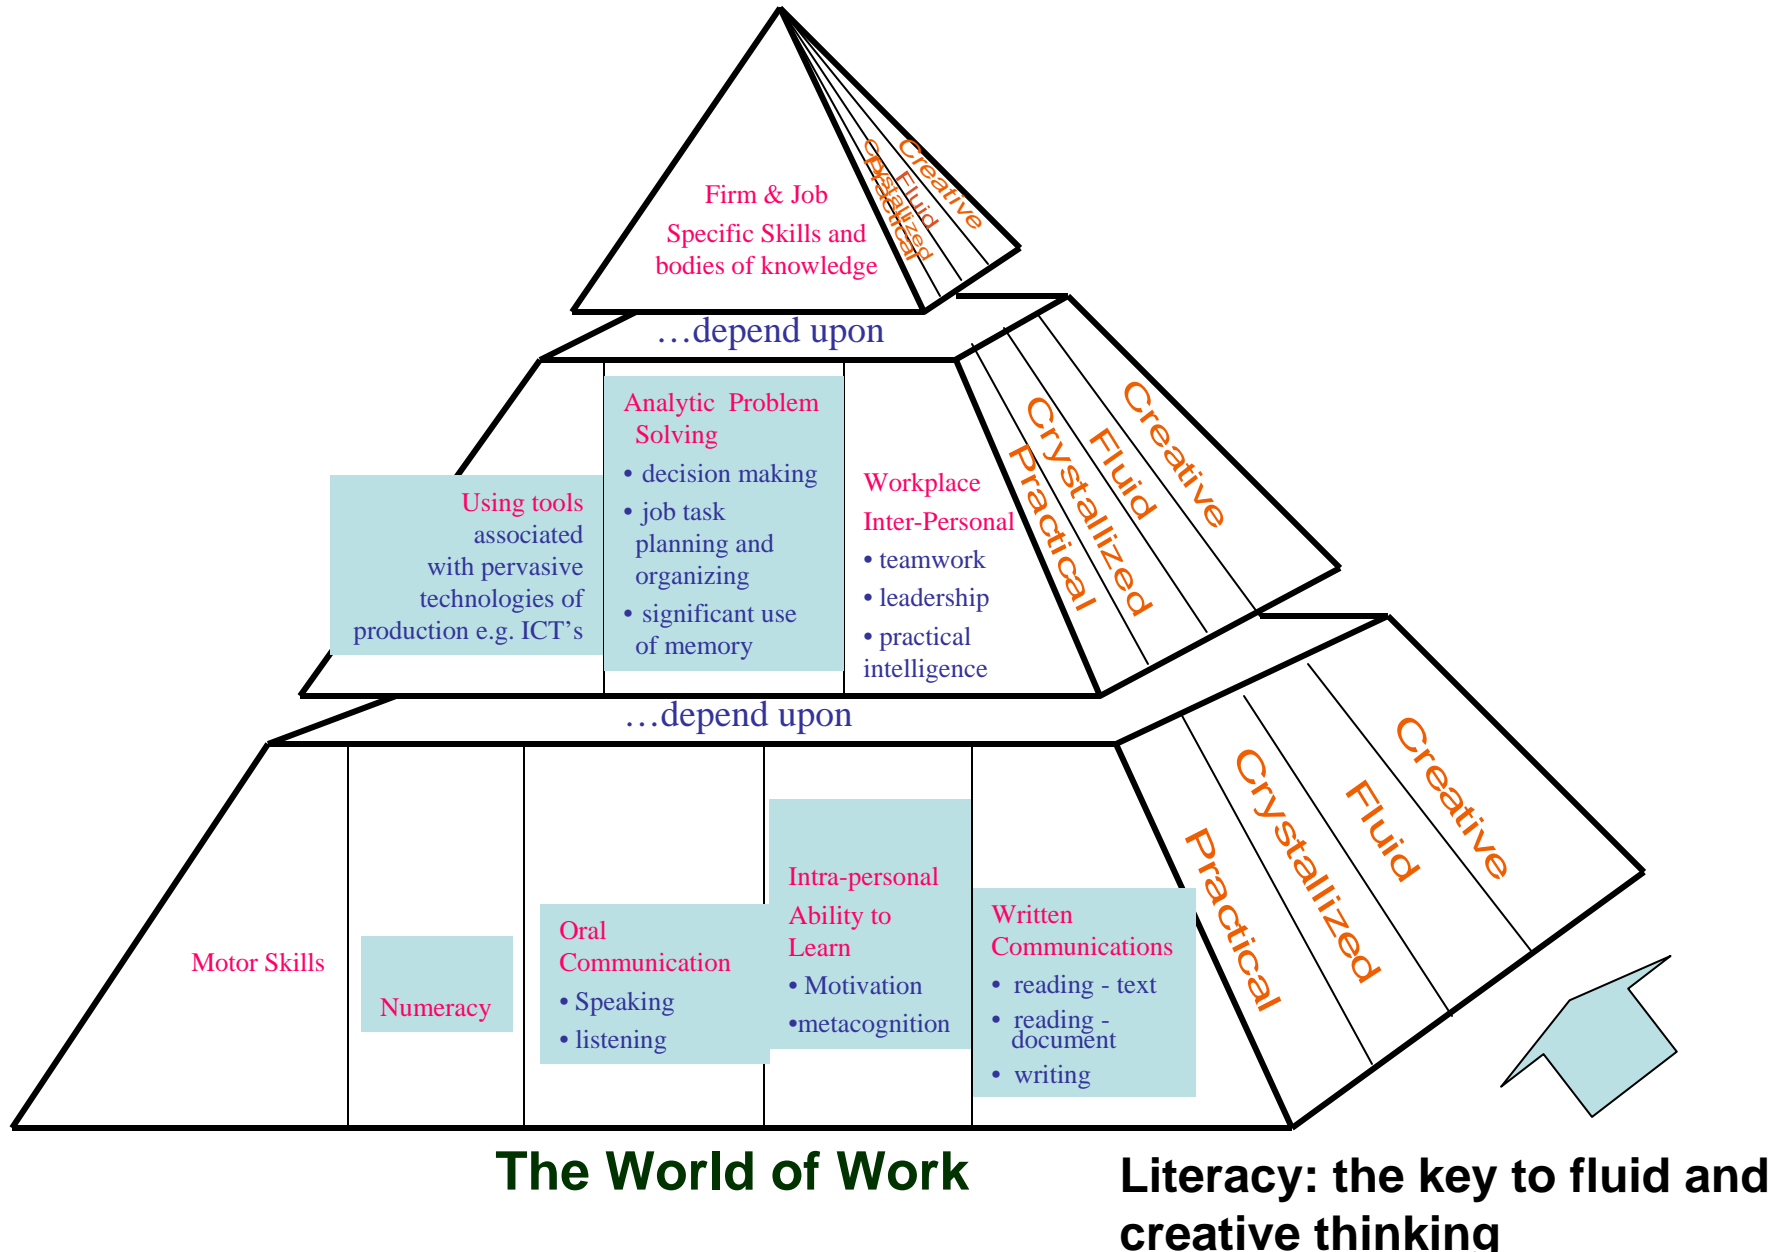 Firm & Job
Specific Skills and
bodies of knowledge
Practical
Crystallized
Fluid
Creative
…depend upon
Using tools
associated
with pervasive
technologies of
production e.g. ICT’s
Analytic Problem
Solving
• decision making
• job task
planning and
organizing
• significant use
of memory
Workplace
Inter-Personal
• teamwork
• leadership
• practical
intelligence
Practical
Crystallized
Fluid
Creative
…depend upon
Motor Skills
Numeracy
Oral
Communication
• Speaking
• listening
Intra-personal
Ability to
Learn
• Motivation
•metacognition
Written
Communications
• reading - text
• reading -
document
• writing
Practical
Crystallized
Fluid
Creative
The World of Work
Literacy: the key to fluid and
creative thinking